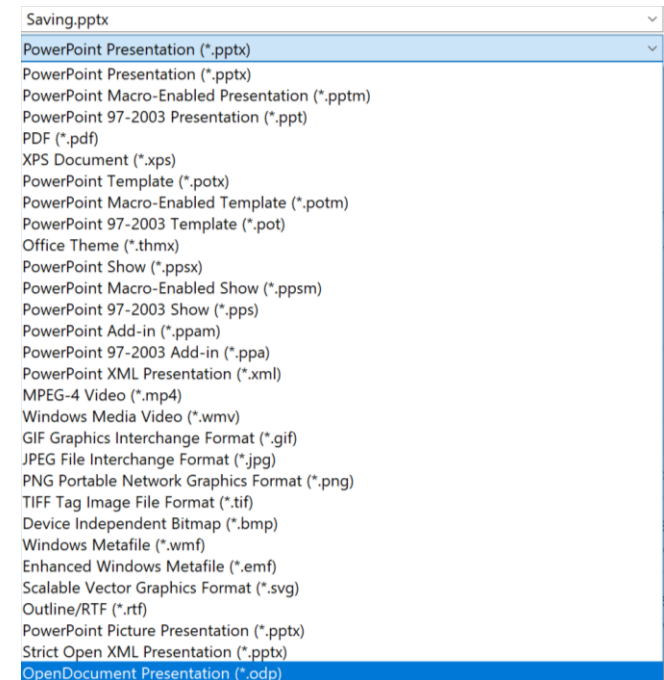 Saving.pptx
PowerPoint Presentation (*.pptx)
PowerPoint Presentation (*.pptx)
PowerPoint Macro-Enabled Presentation (*.pptm)
PowerPoint 97-2003 Presentation (*.ppt)
PDF (*.pdf)
XPS Document (*.xps)
PowerPoint Template (*.potx)
PowerPoint Macro-Enabled Template (*.potm)
PowerPoint 97-2003 Template (*.pot)
Office Theme (*.thmx)
PowerPoint Show (*.ppsx)
PowerPoint Macro-Enabled Show (*.ppsm)
PowerPoint 97-2003 Show (*.pps)
PowerPoint Add-in (*.ppam)
PowerPoint 97-2003 Add-in (*.ppa)
PowerPoint XML Presentation (*.xml)
MPEG-4 Video (*.mp4)
Windows Media Video (*.wmv)
GIF Graphics Interchange Format (*.gif)
JPEG File Interchange Format (*.jpg)
PNG Portable Network Graphics Format (*.png)
TIFF Tag Image File Format (*.tif)
Device Independent Bitmap (*.bmp)
Windows Metafile (*.wmf)
Enhanced Windows Metafile (*.emf)
Scalable Vector Graphics Format (*.svg)
Outline/RTF (*.rtf)
PowerPoint Picture Presentation (*.pptx)
Strict Open XML Presentation (*.pptx)
OpenDocument Presentation (*.odp)